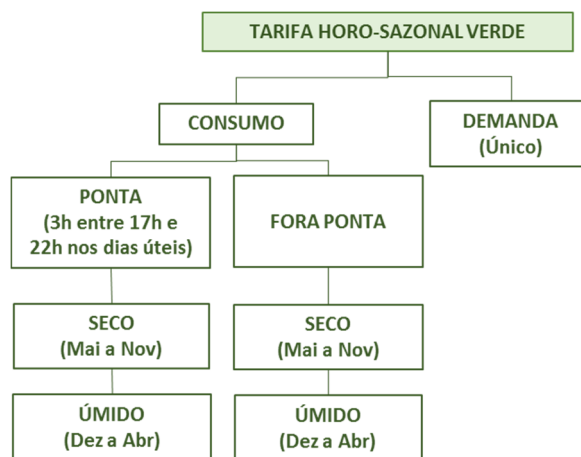 TARIFA HORO-SAZONAL VERDE
CONSUMO
DEMANDA
(Único)
PONTA
(3h entre 17h e
22h nos dias úteis)
FORA PONTA
SECO
(Mai a Nov)
SECO
(Mai a Nov)
ÚMIDO
(Dez a Abr)
ÚMIDO
(Dez a Abr)